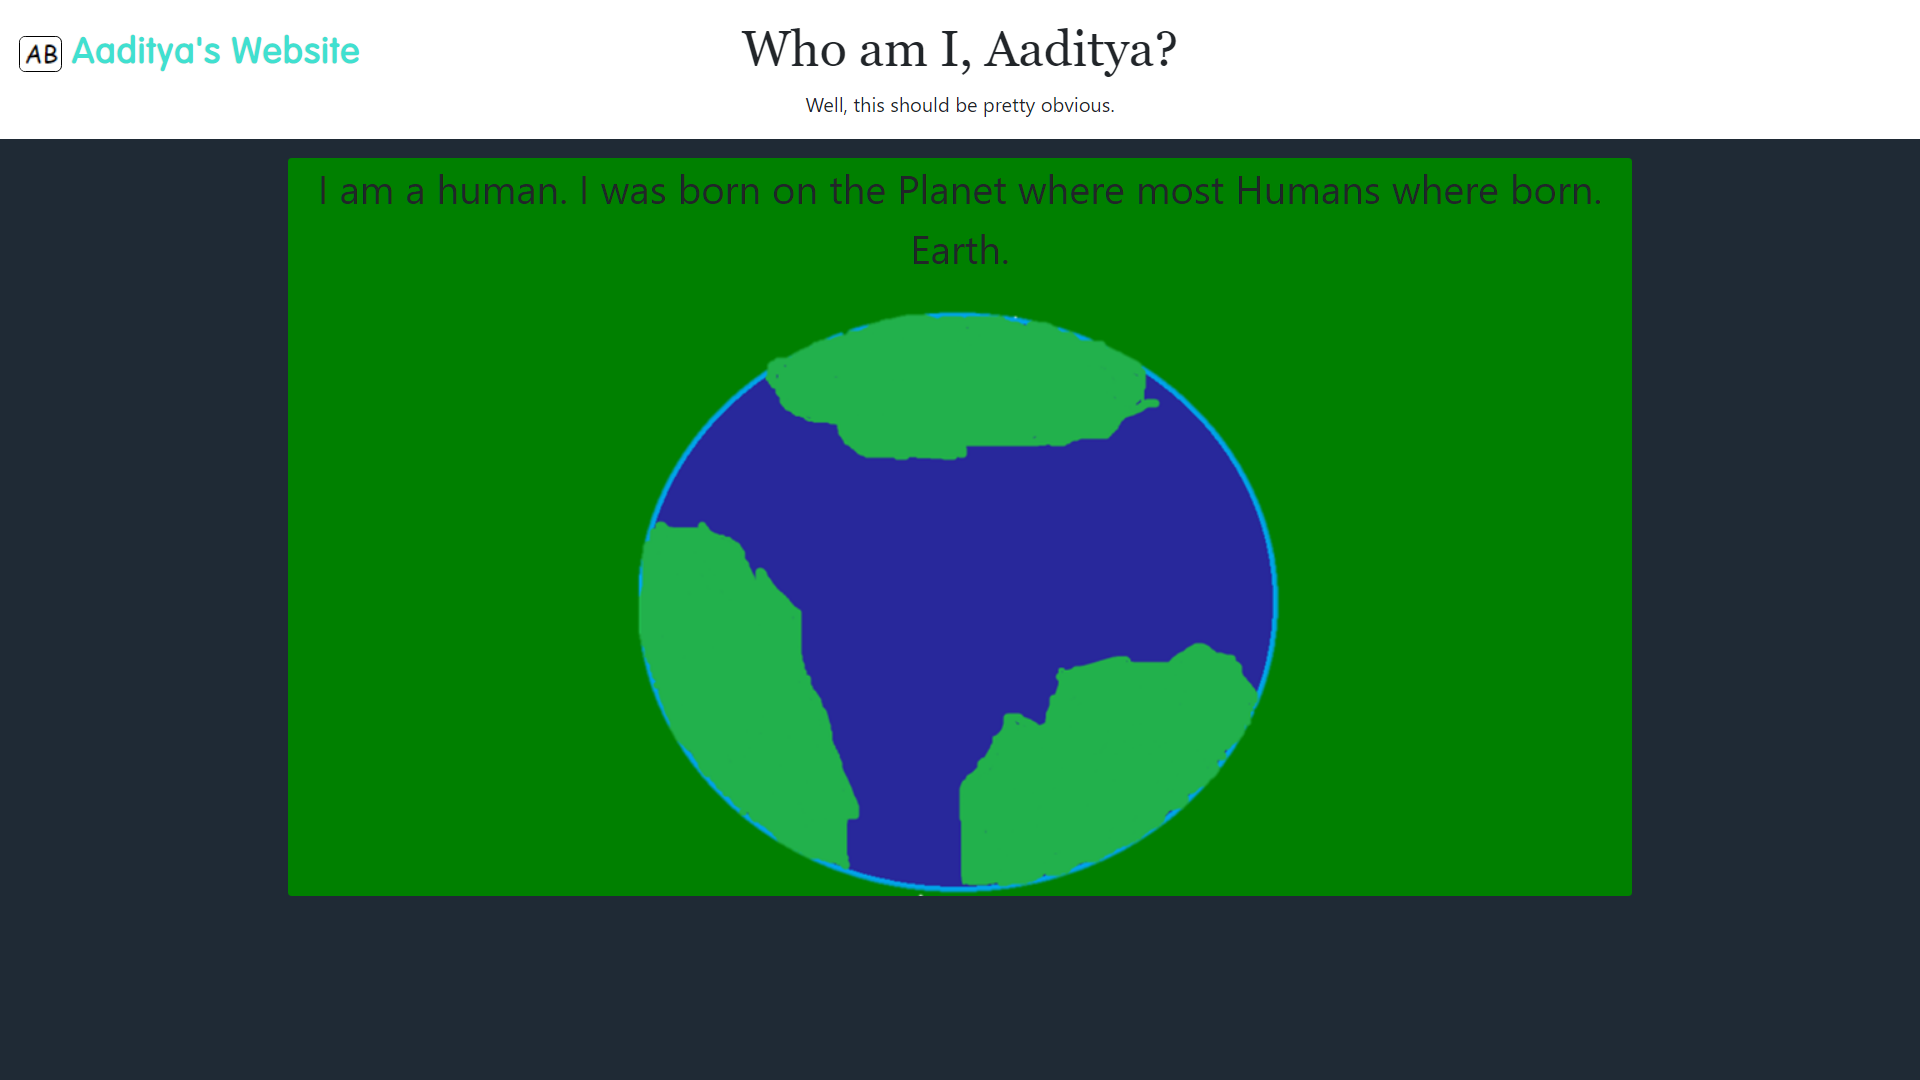 AB Aaditya's Website
Who am I, Aaditya?
Well, this should be pretty obvious.
I am a human. I was born on the Planet where most Humans where born.
Earth.